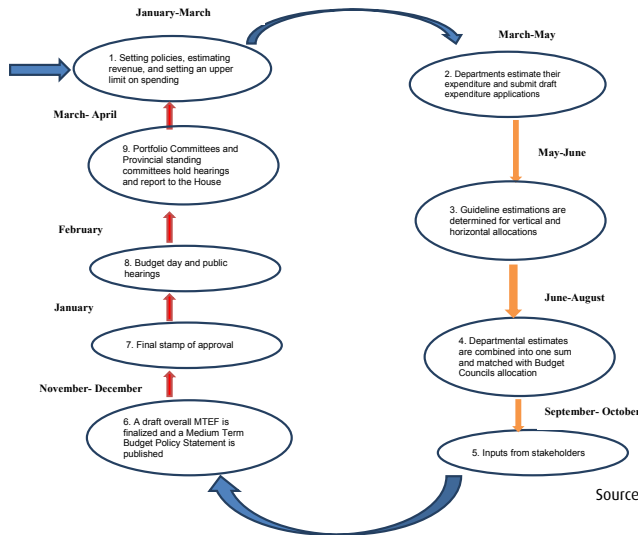 January-March
1. Setting policies, estimating
revenue, and setting an upper
limit on spending
March-May
2. Departments estimate their
expenditure and submit draft
expenditure applications
May-June
3. Guideline estimations are
determined for vertical and
horizontal allocations
June-August
4. Departmental estimates
are combined into one sum
and matched with Budget
Councils allocation
September- October
5. Inputs from stakeholders
6. A draft overall MTEF is
finalized and a Medium Term
Budget Policy Statement is
published
November- December
7. Final stamp of approval
January
8. Budget day and public
hearings
February
9. Portfolio Committees and
Provincial standing
committees hold hearings
and report to the House
March- April
Source